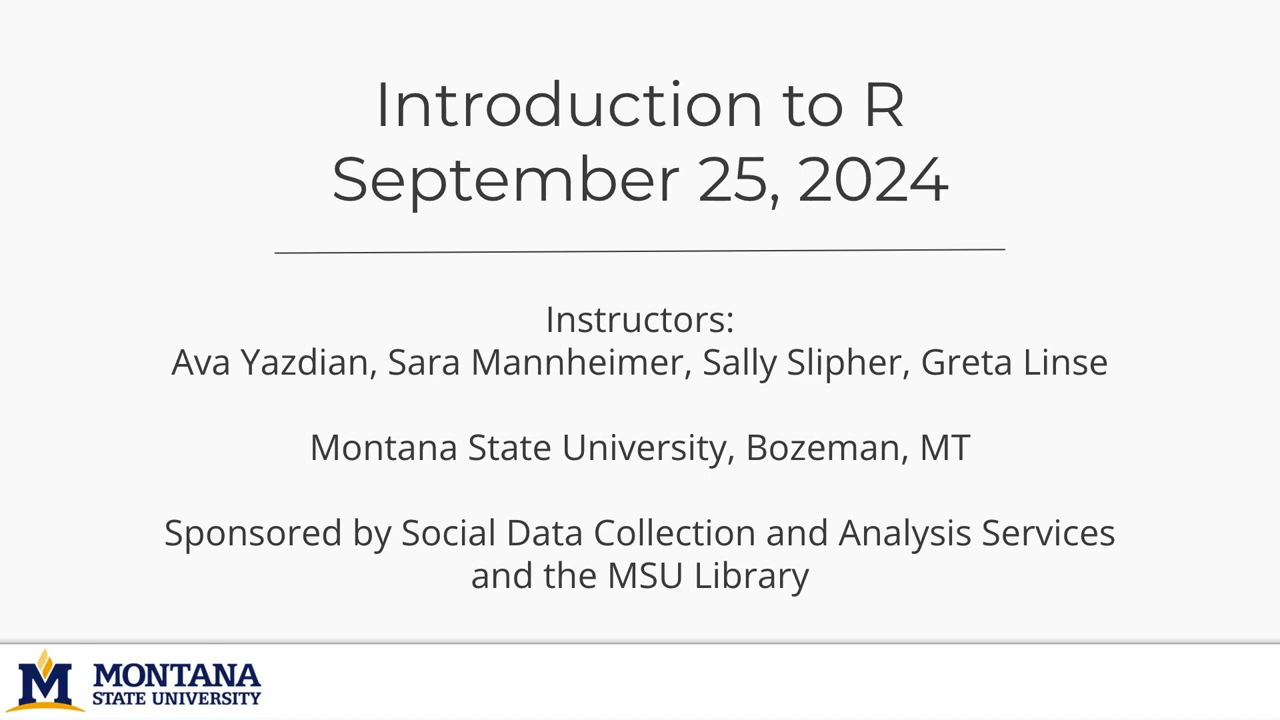 Introduction to R
September 25, 2024
Instructors:
Ava Yazdian, Sara Mannheimer, Sally Slipher, Greta Linse
Montana State University, Bozeman, MT
Sponsored by Social Data Collection and Analysis Services
and the MSU Library
M
MONTANA
STATE UNIVERSITY